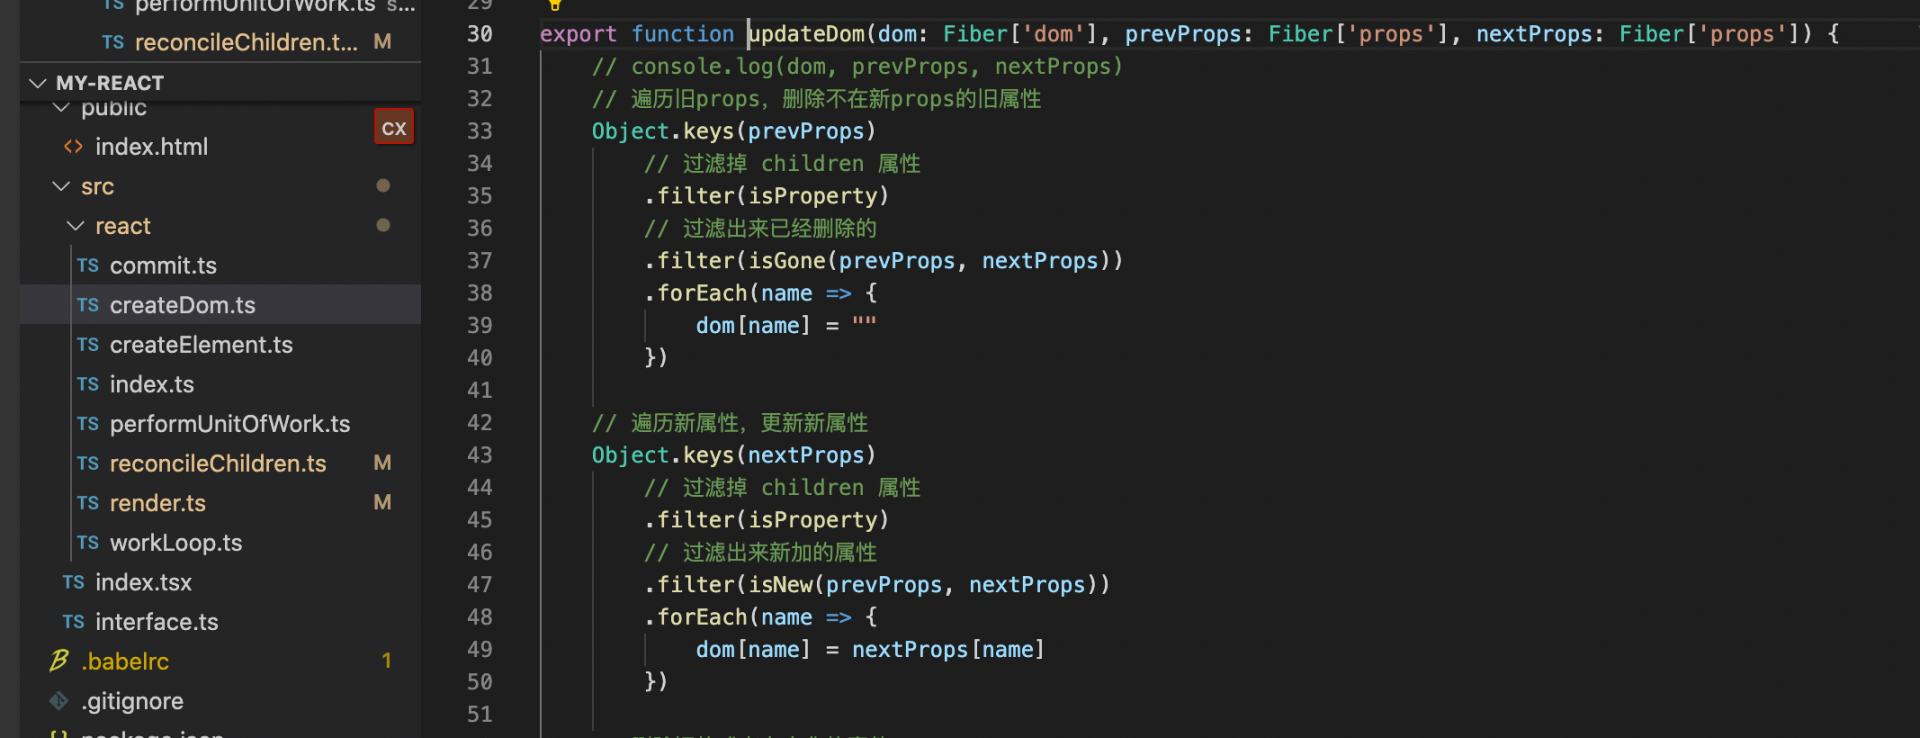 TS performUnitOfWork.ts s...
TS reconcileChildren.t... M
MY-REACT
public
CX
<> index.html
src
react
TS commit.ts
TS createDom.ts
TS createElement.ts
TS index.ts
TS performUnitOfWork.ts
TS reconcileChildren.ts M
TS render.ts M
TS workLoop.ts
TS index.tsx
TS interface.ts
.babelrc 1
.gitignore
package.json
29
30 export function updateDom(dom: Fiber['dom'], prevProps: Fiber['props'], nextProps: Fiber['props']) {
31 // console.log(dom, prevProps, nextProps)
32 // 遍历旧props，删除不在新props的旧属性
33 Object.keys(prevProps)
34 // 过滤掉 children 属性
35 .filter(isProperty)
36 // 过滤出来已经删除的
37 .filter(isGone(prevProps, nextProps))
38 .forEach(name => {
39 dom[name] = ""
40 })
41
42 // 遍历新属性，更新新属性
43 Object.keys(nextProps)
44 // 过滤掉 children 属性
45 .filter(isProperty)
46 // 过滤出来新加的属性
47 .filter(isNew(prevProps, nextProps))
48 .forEach(name => {
49 dom[name] = nextProps[name]
50 })
51